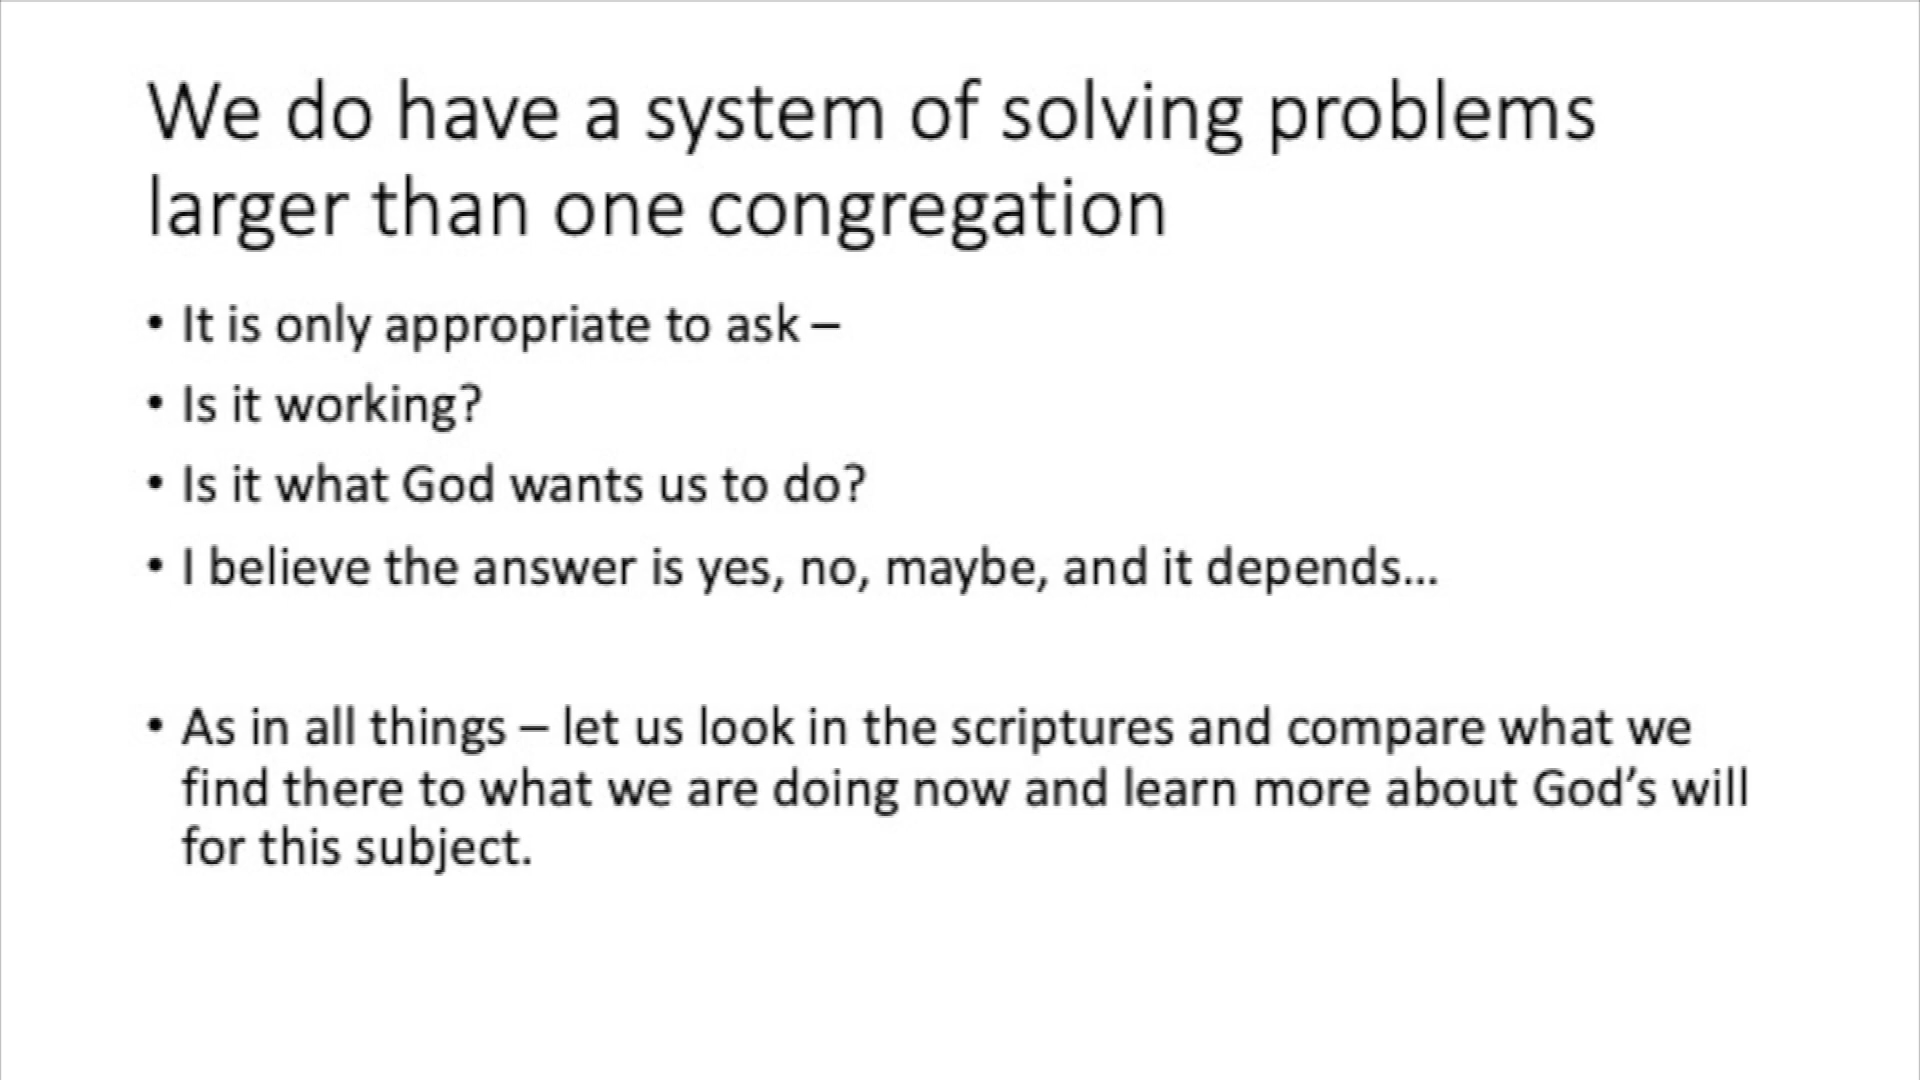 We do have a system of solving problems
larger than one congregation
• It is only appropriate to ask –
• Is it working?
• Is it what God wants us to do?
• I believe the answer is yes, no, maybe, and it depends...
• As in all things – let us look in the scriptures and compare what we
find there to what we are doing now and learn more about God’s will
for this subject.